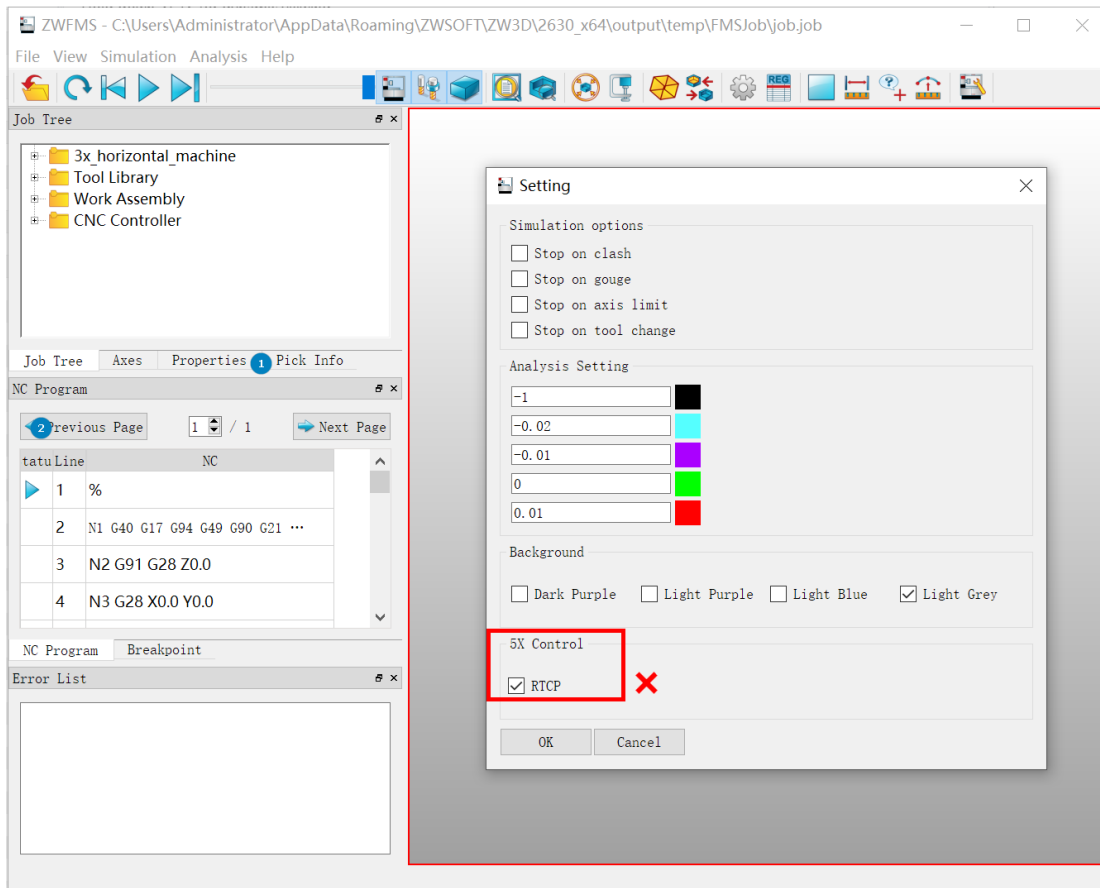 ZWFMS - C:\Users\Administrator\AppData\Roaming\ZWSOFT\ZW3D\2630_x64\output\temp\FMSJob\job.job
File View Simulation Analysis Help
REG
Job Tree
3x_horizontal_machine
Tool Library
Work Assembly
CNC Controller
Job Tree Axes Properties 1 Pick Info
NC Program
2 revious Page 1 / 1 Next Page
tatu Line NC
1 %
2 N1 G40 G17 G94 G49 G90 G21 ···
3 N2 G91 G28 Z0.0
4 N3 G28 X0.0 Y0.0
NC Program Breakpoint
Error List
Setting
Simulation options
Stop on clash
Stop on gouge
Stop on axis limit
Stop on tool change
Analysis Setting
-1
-0.02
-0.01
0
0.01
Background
Dark Purple Light Purple Light Blue Light Grey
5X Control
RTCP
OK Cancel